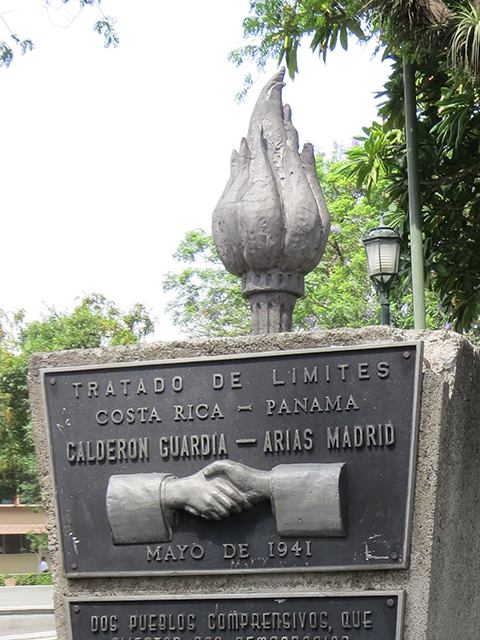 TRATADO DE LIMITES
COSTA RICA — PANAMA
CALDERON GUARDIA — ARIAS MADRID
MAYO DE 1941
DOS PUEBLOS COMPRENSIVOS, QUE